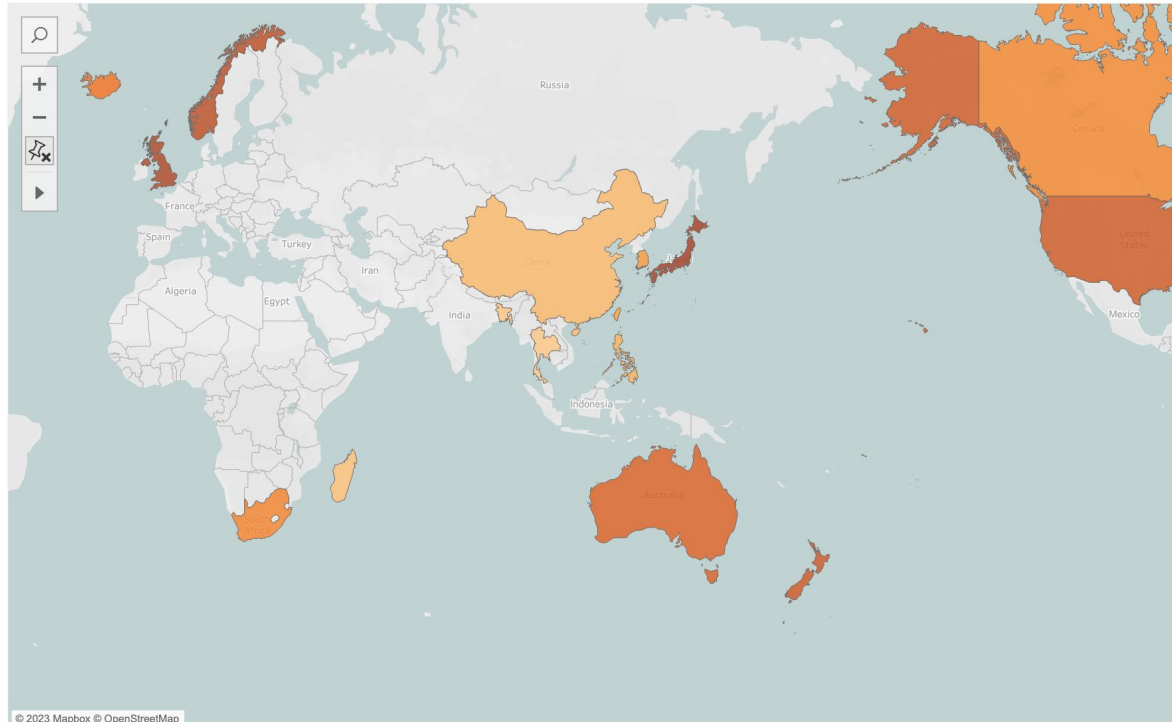 Russia
Canada
France
United
States
Spain
Turkey
China
Ja
Iran
Algeria
Egypt
India
Mexico
Indonesia
Australia
South
Africa
© 2023 Mapbox © OpenStreetMap